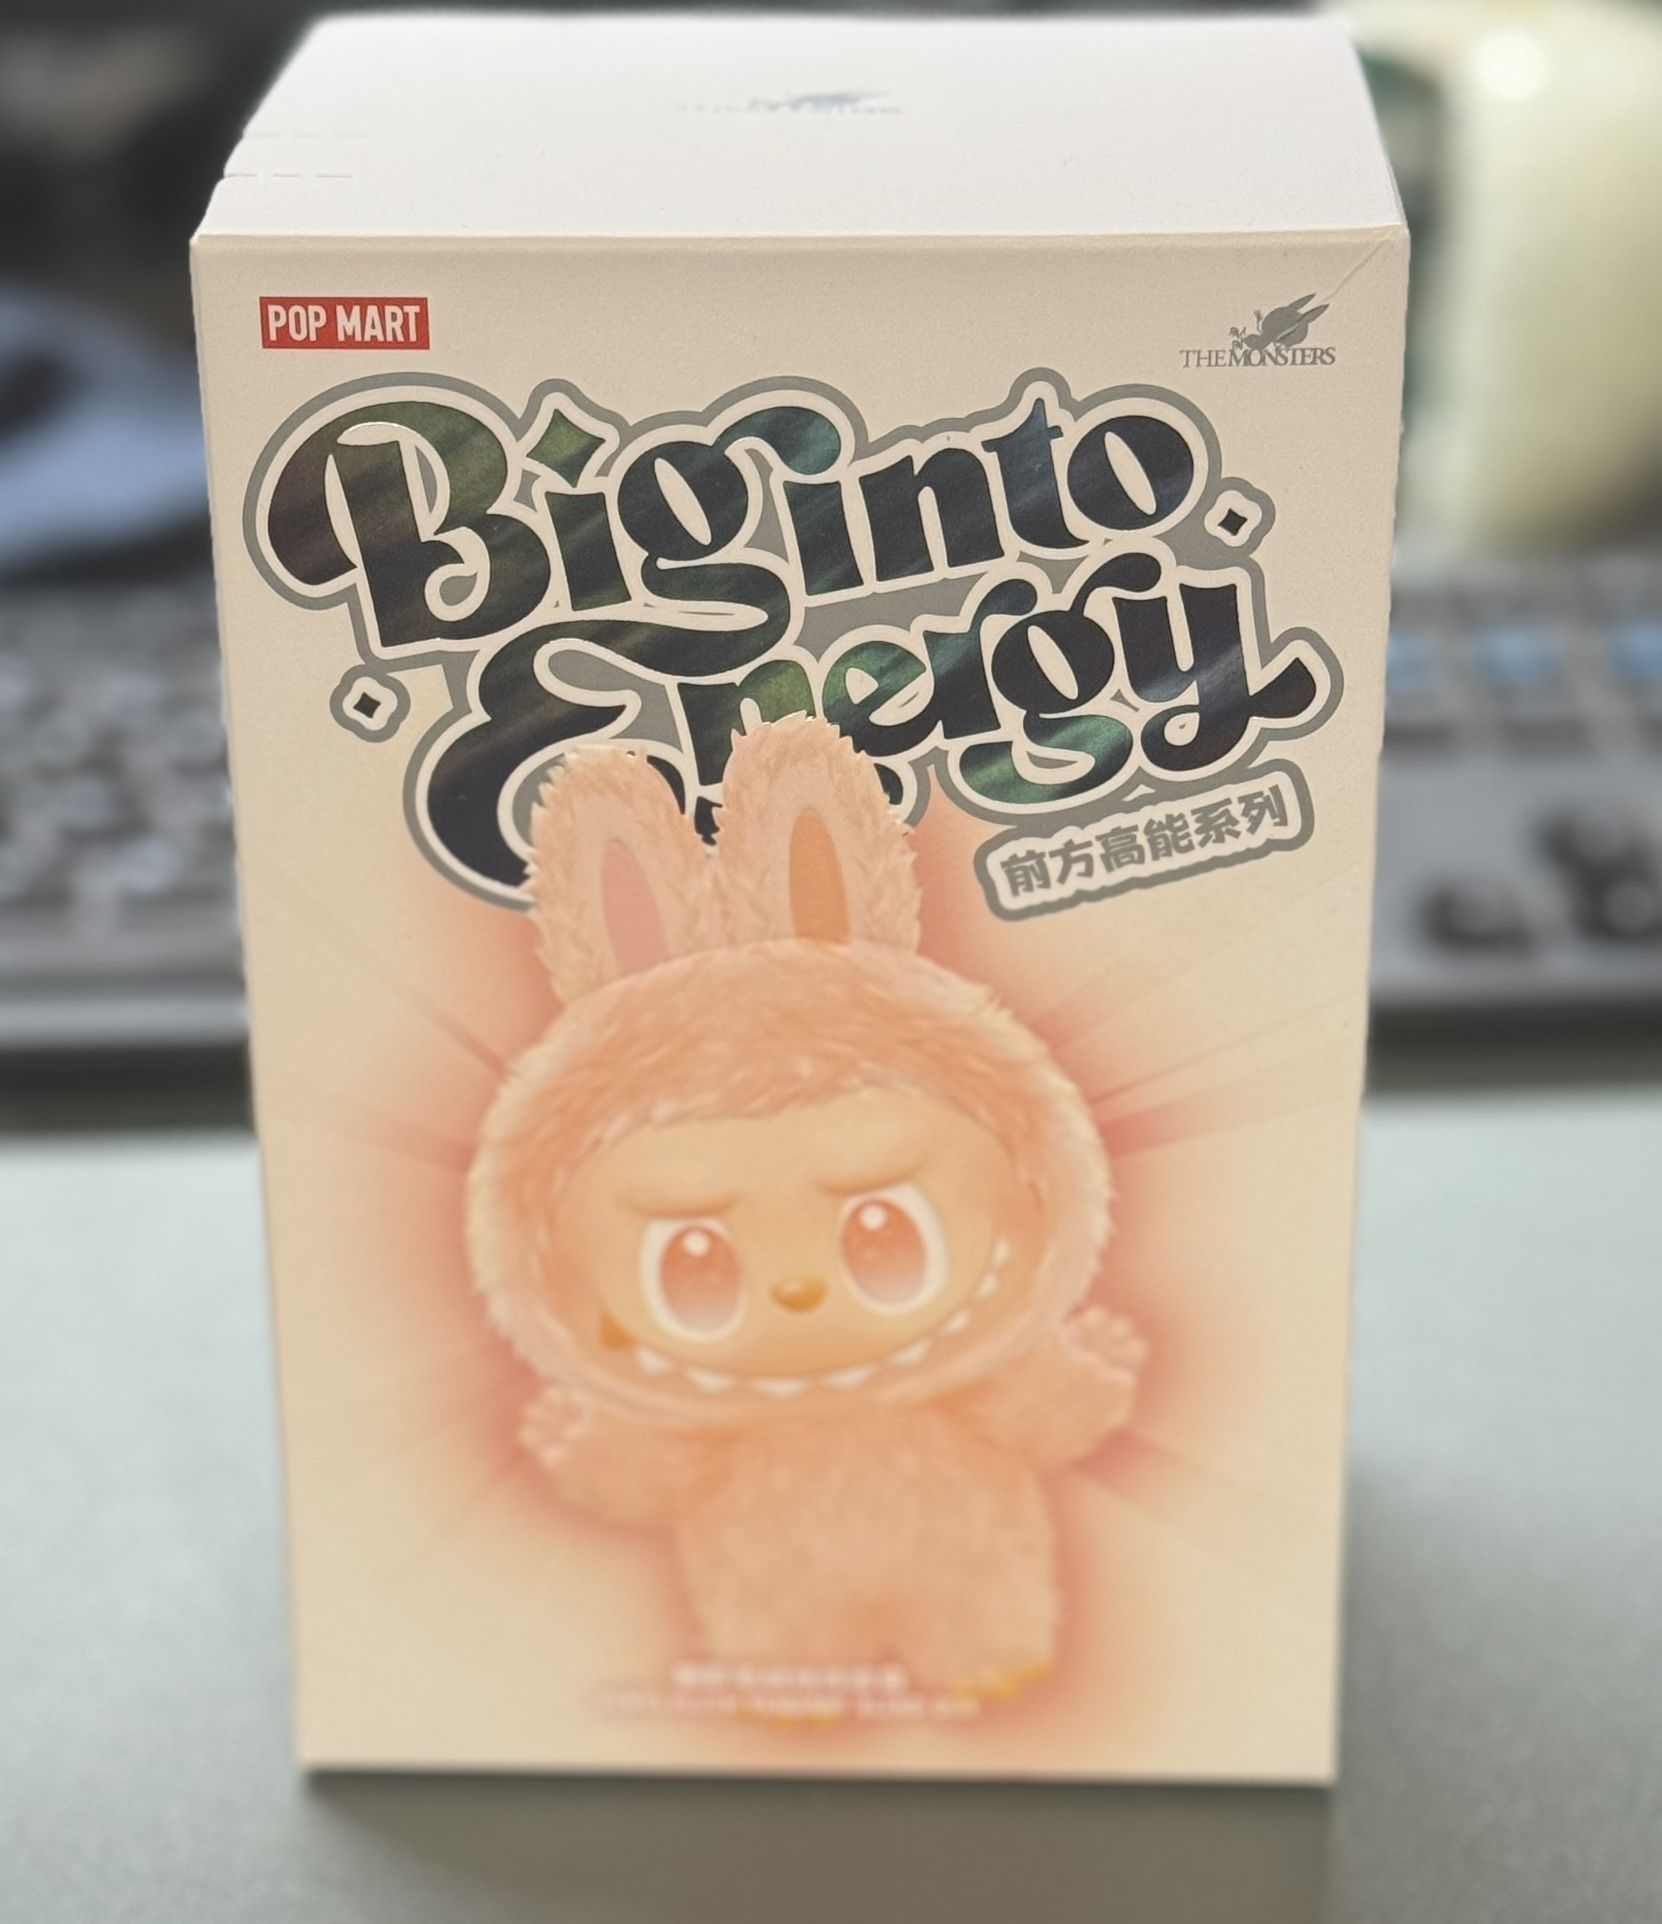 POP MART
THE MONSTERS
Big into
Energy
前方高能系列